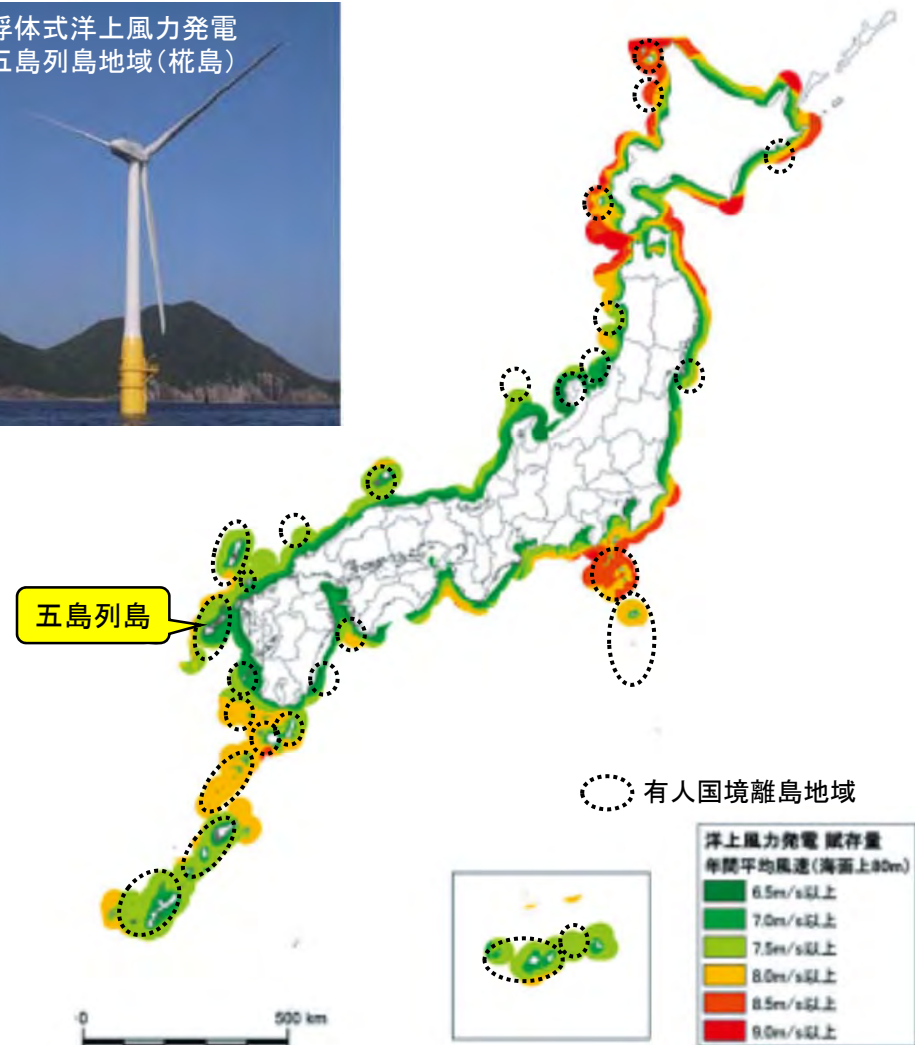 浮体式洋上風力発電
五島列島地域(椛島)
五島列島
有人国境離島地域
洋上風力発電 賦存量
年間平均風速(海面上80m)
6.5m/s以上
7.0m/s以上
7.5m/s以上
8.0m/s以上
8.5m/s以上
9.0m/s以上
0 500 km